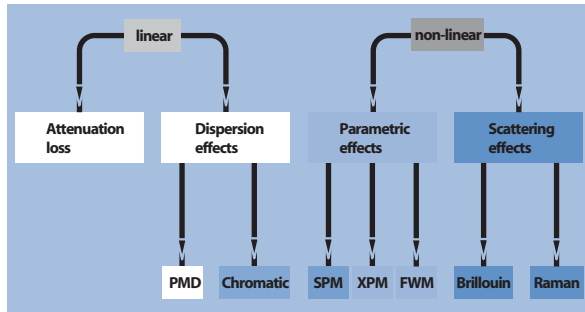 linear
non-linear
Attenuation
loss
Dispersion
effects
Parametric
effects
Scattering
effects
PMD
Chromatic
SPM
XPM
FWM
Brillouin
Raman